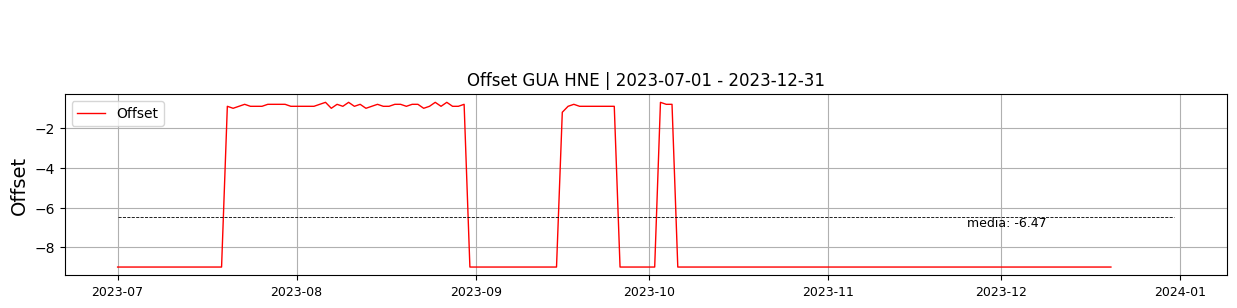 Offset GUA HNE | 2023-07-01 - 2023-12-31
Offset
Offset
−2
−4
−6
−8
media: -6.47
2023-07 2023-08 2023-09 2023-10 2023-11 2023-12 2024-01